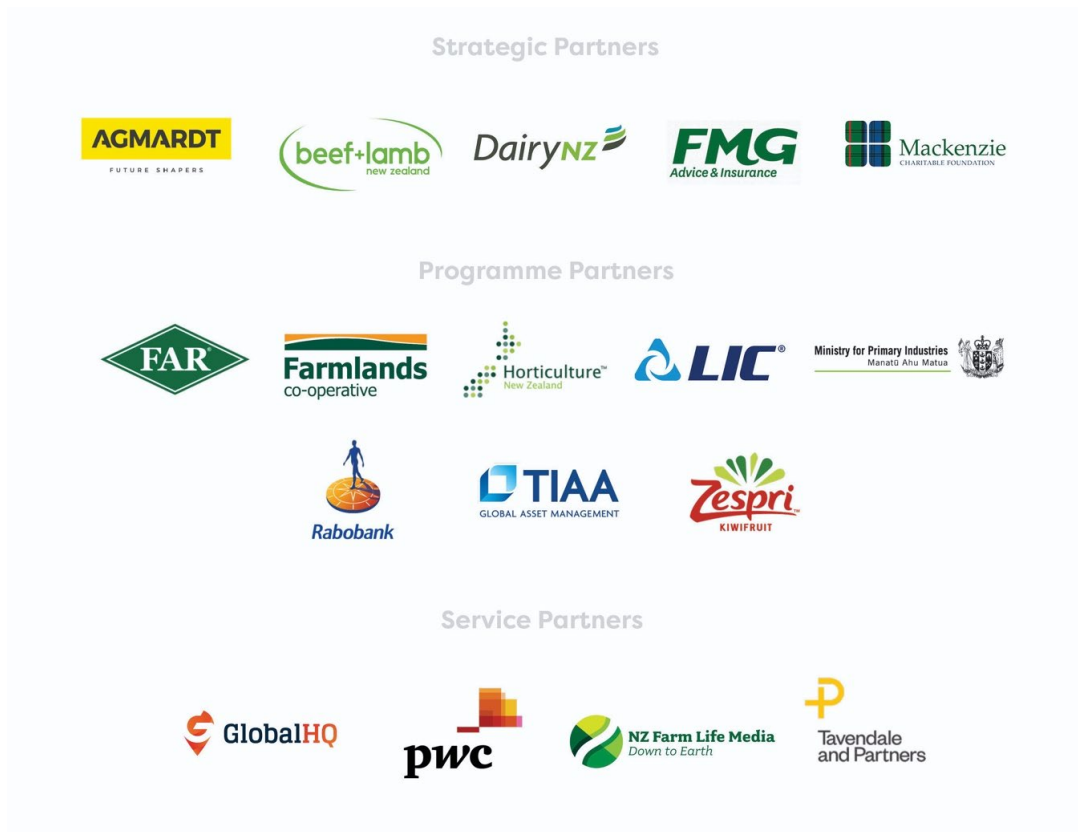 Strategic Partners
AGMARDT
FUTURE SHAPERS
beef+lamb
new zealand
DairyNZ
FMG
Advice & Insurance
Mackenzie
CHARITABLE FOUNDATION
Programme Partners
FAR®
Farmlands
co-operative
Horticulture™
New Zealand
LIC®
Ministry for Primary Industries
Manatū Ahu Matua
Rabobank
TIAA
GLOBAL ASSET MANAGEMENT
Zespri™
KIWIFRUIT
Service Partners
GlobalHQ
pwc
NZ Farm Life Media
Down to Earth
Tavendale
and Partners